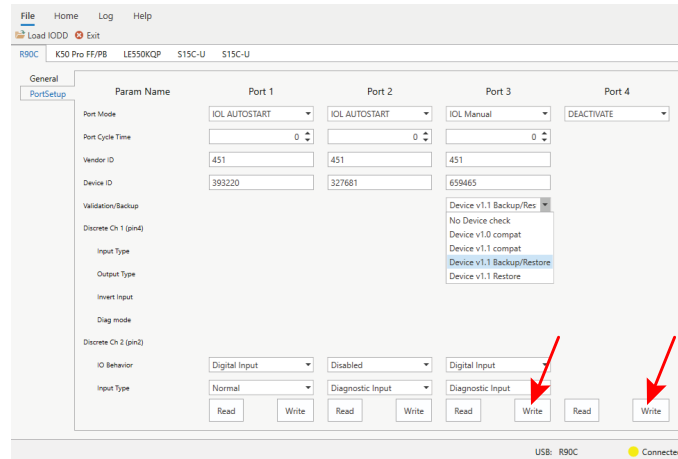 File Home Log Help
Load IODD Exit
R90C K50 Pro FF/PB LE550KQP S15C-U S15C-U
General
PortSetup
Param Name Port 1 Port 2 Port 3 Port 4
Port Mode IOL AUTOSTART IOL AUTOSTART IOL Manual DEACTIVATE
Port Cycle Time 0 0 0
Vendor ID 451 451 451
Device ID 393220 327681 659465
Validation/Backup Device v1.1 Backup/Res
No Device check
Discrete Ch 1 (pin4) Device v1.0 compat
Device v1.1 compat
Input Type
Device v1.1 Backup/Restore
Output Type Device v1.1 Restore
Invert Input
Diag mode
Discrete Ch 2 (pin2)
IO Behavior Digital Input Disabled Digital Input
Input Type Normal Diagnostic Input Diagnostic Input
Read Write Read Write Read Write Read Write
USB: R90C Connected